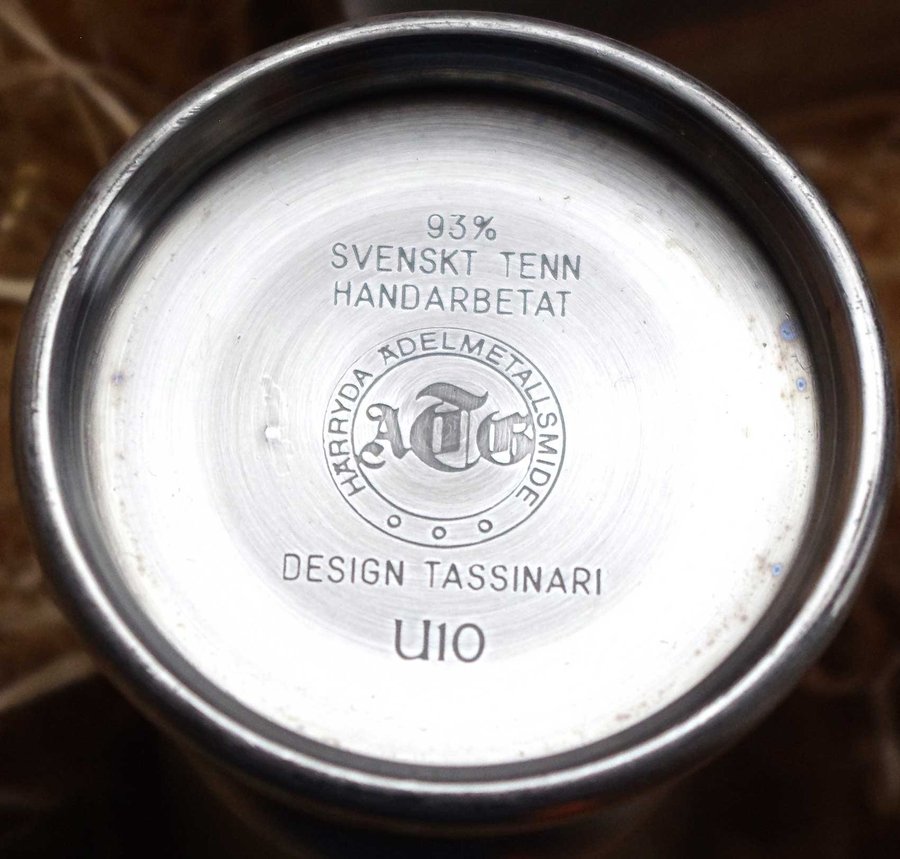 93%
SVENSKT TENN
HANDARBETAT
HÄRRYDA ÄDELMETALLSMIDE
ATG
DESIGN TASSINARI
U10